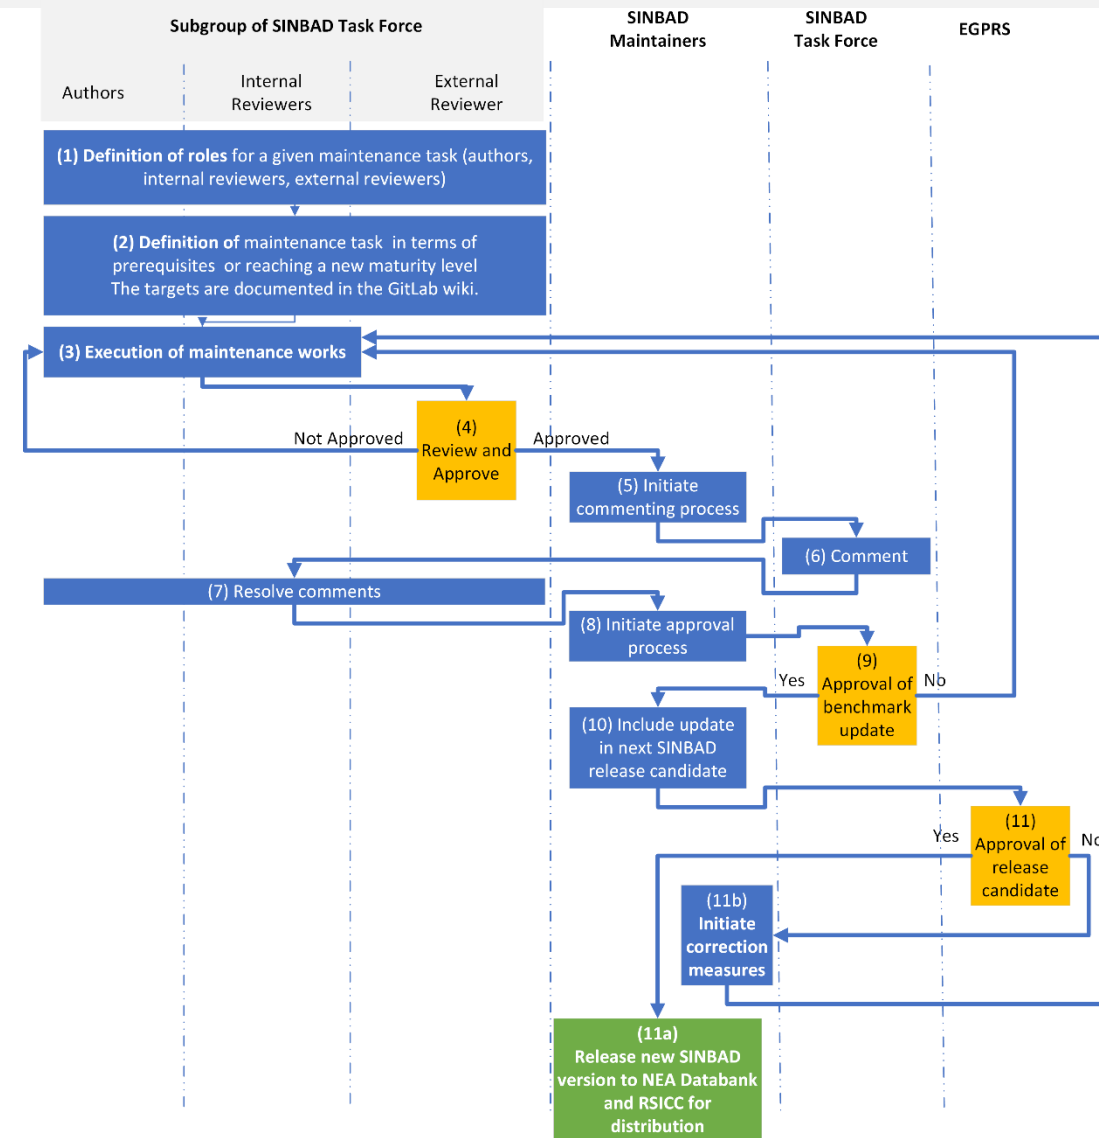 Subgroup of SINBAD Task Force
SINBAD
Maintainers
SINBAD
Task Force
EGPRS
Authors
Internal
Reviewers
External
Reviewer
(1) Definition of roles for a given maintenance task (authors,
internal reviewers, external reviewers)
(2) Definition of maintenance task in terms of
prerequisites or reaching a new maturity level
The targets are documented in the GitLab wiki.
(3) Execution of maintenance works
Not Approved
(4)
Review and
Approve
Approved
(5) Initiate
commenting process
(6) Comment
(7) Resolve comments
(8) Initiate approval
process
Yes
(9)
Approval of
benchmark
update
No
(10) Include update
in next SINBAD
release candidate
Yes
(11)
Approval of
release
candidate
No
(11b)
Initiate
correction
measures
(11a)
Release new SINBAD
version to NEA Databank
and RSICC for
distribution